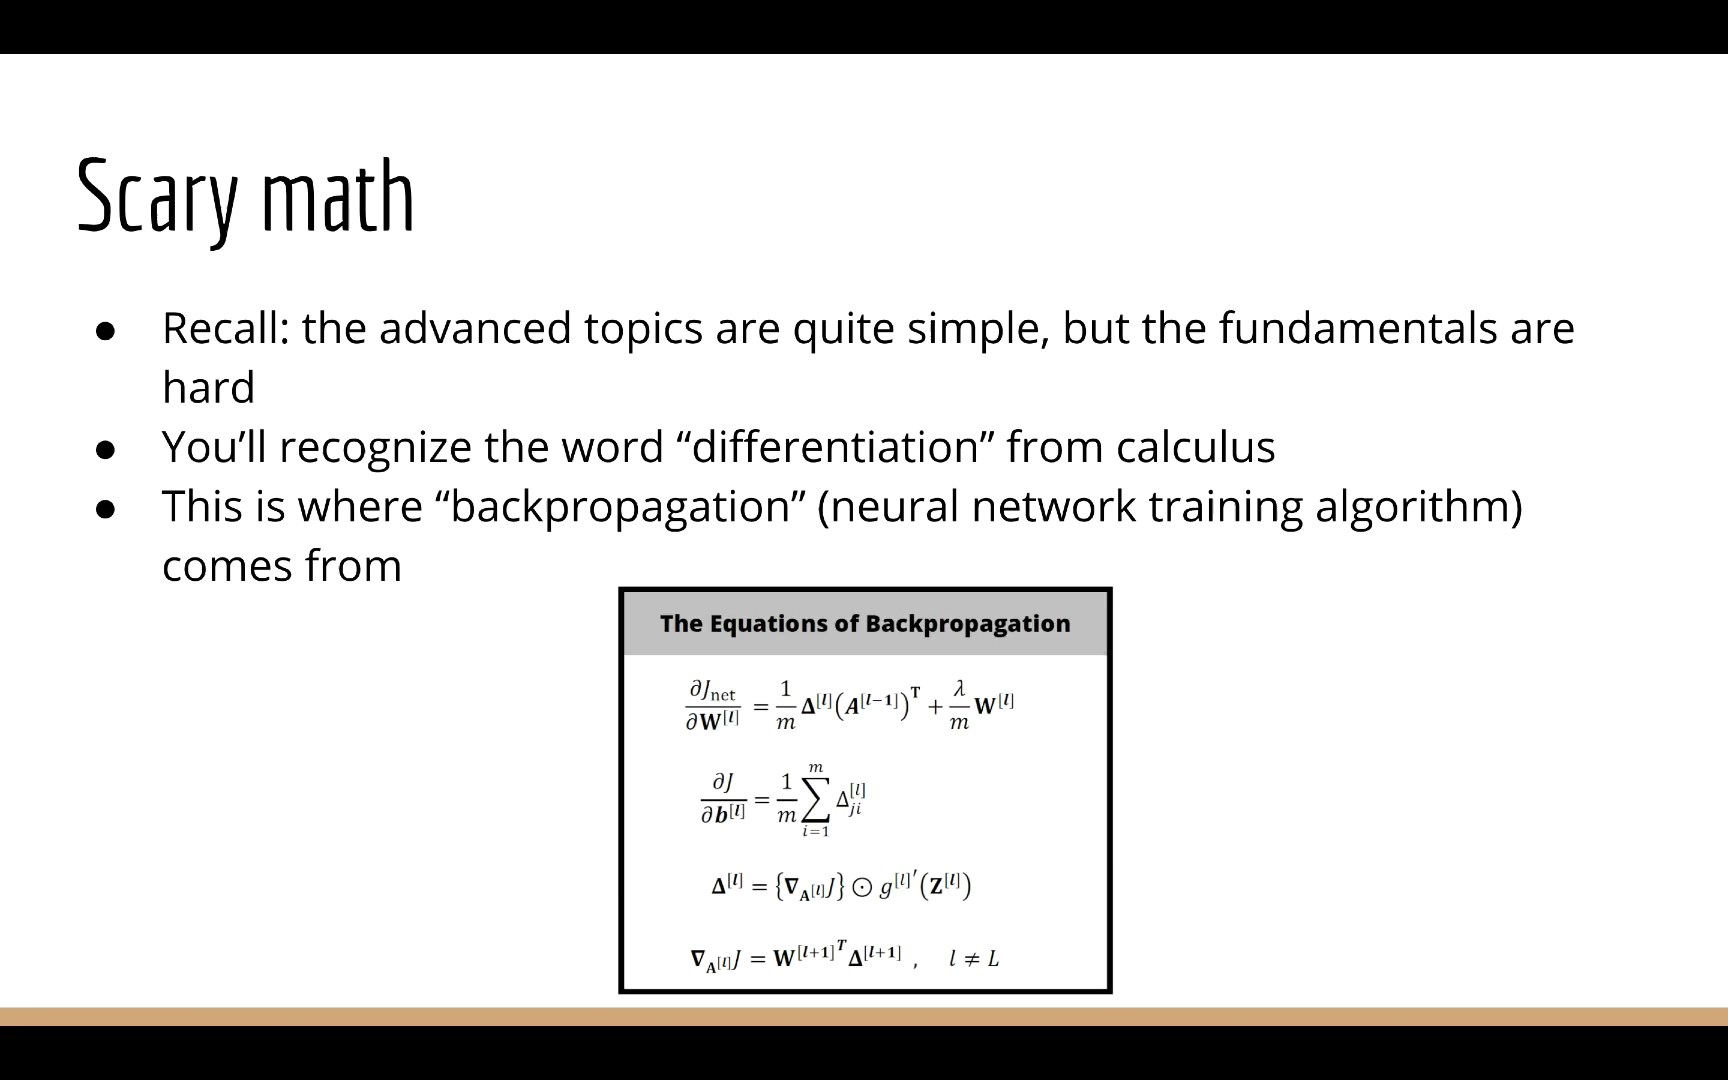 Scary math
● Recall: the advanced topics are quite simple, but the fundamentals are
hard
● You’ll recognize the word “differentiation” from calculus
● This is where “backpropagation” (neural network training algorithm)
comes from
The Equations of Backpropagation
∂J_net/∂W^[l] = 1/m Δ^[l](A^[l−1])^T + λ/m W^[l]
∂J/∂b^[l] = 1/m ∑_{i=1}^{m} Δ_{ji}^[l]
Δ^[l] = {∇_{A^[l]}J} ⊙ g^[l]′(Z^[l])
∇_{A^[l]}J = W^[l+1]^T Δ^[l+1] , l ≠ L